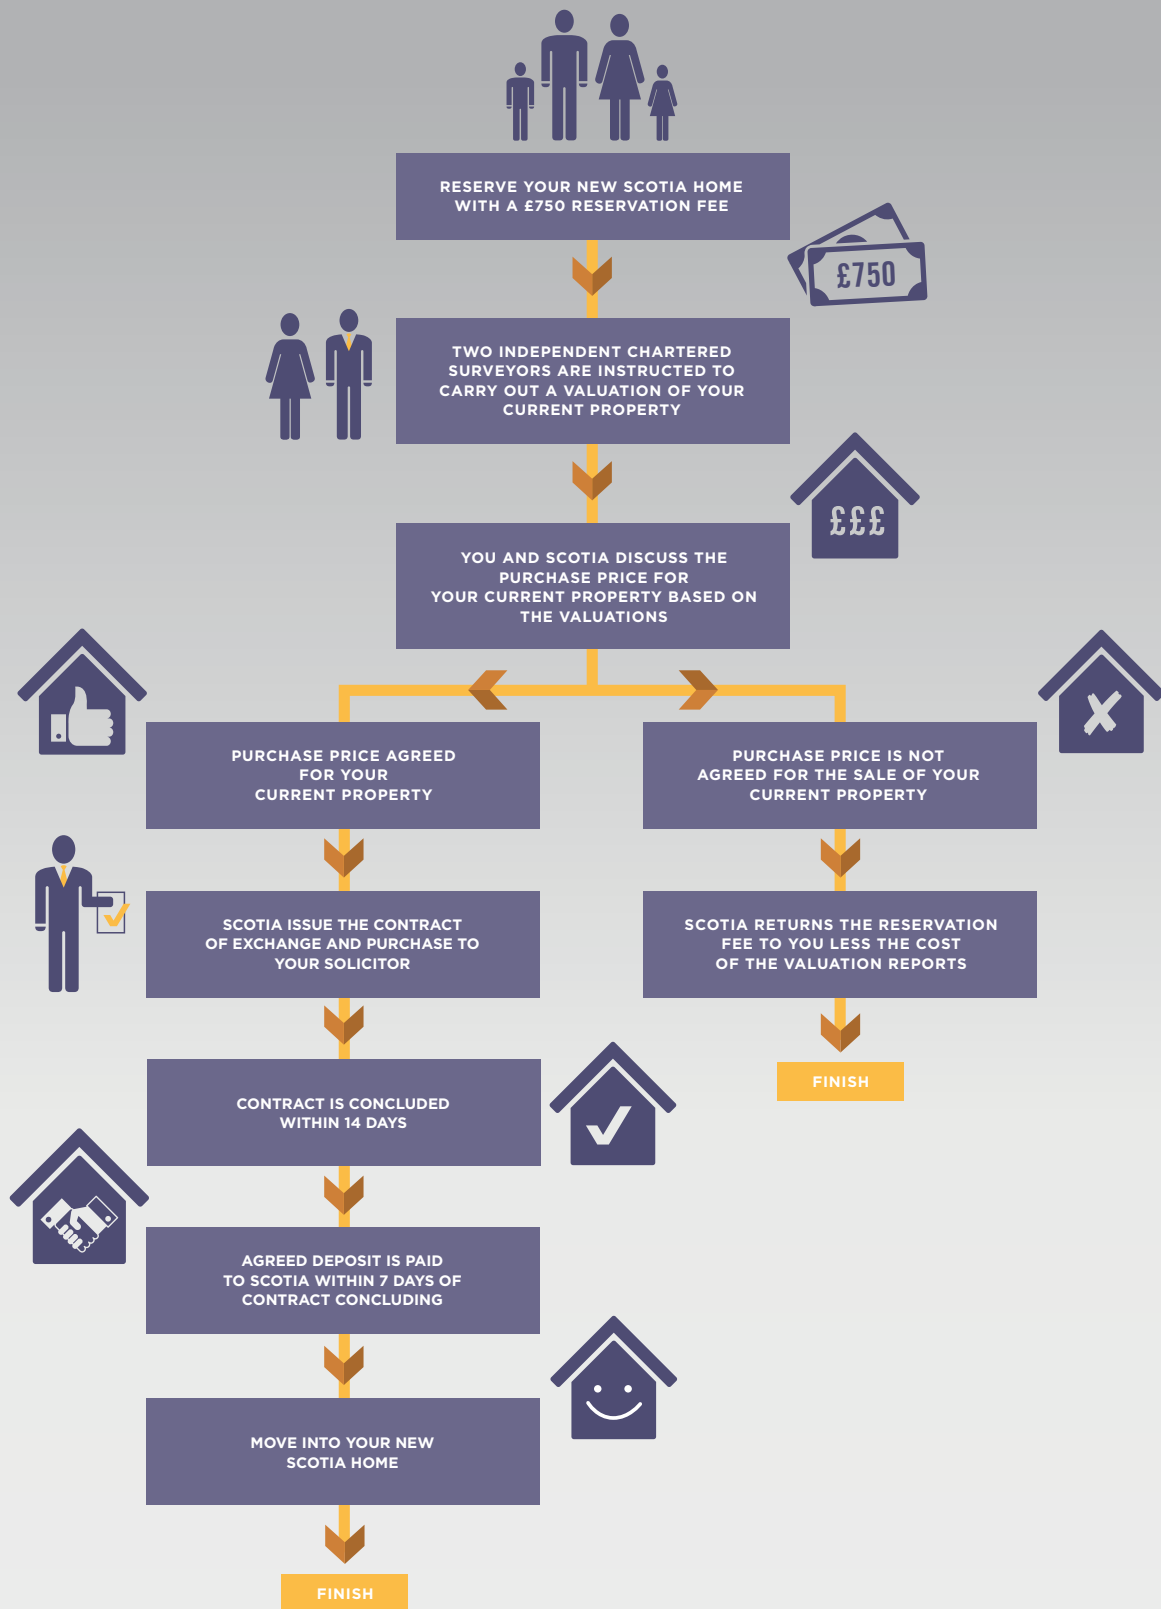 RESERVE YOUR NEW SCOTIA HOME
WITH A £750 RESERVATION FEE
£750
TWO INDEPENDENT CHARTERED
SURVEYORS ARE INSTRUCTED TO
CARRY OUT A VALUATION OF YOUR
CURRENT PROPERTY
£££
YOU AND SCOTIA DISCUSS THE
PURCHASE PRICE FOR
YOUR CURRENT PROPERTY BASED ON
THE VALUATIONS
PURCHASE PRICE AGREED
FOR YOUR
CURRENT PROPERTY
PURCHASE PRICE IS NOT
AGREED FOR THE SALE OF YOUR
CURRENT PROPERTY
SCOTIA ISSUE THE CONTRACT
OF EXCHANGE AND PURCHASE TO
YOUR SOLICITOR
SCOTIA RETURNS THE RESERVATION
FEE TO YOU LESS THE COST
OF THE VALUATION REPORTS
FINISH
CONTRACT IS CONCLUDED
WITHIN 14 DAYS
AGREED DEPOSIT IS PAID
TO SCOTIA WITHIN 7 DAYS OF
CONTRACT CONCLUDING
MOVE INTO YOUR NEW
SCOTIA HOME
FINISH